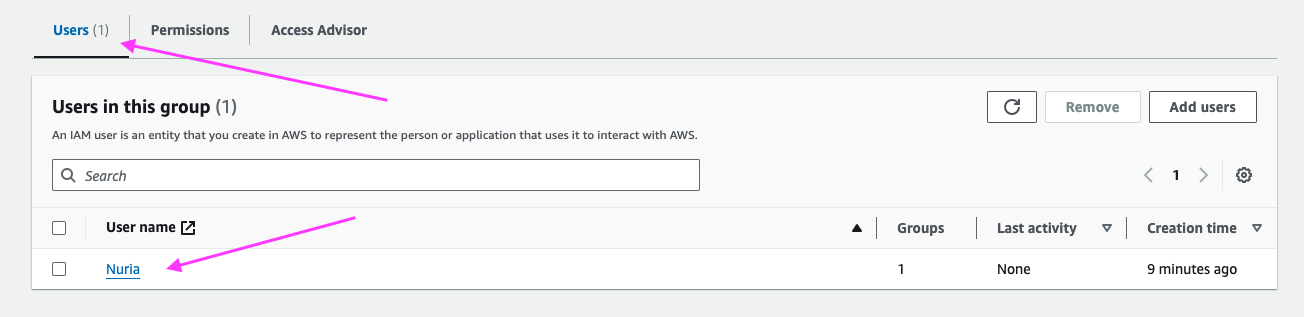 Users (1) Permissions Access Advisor
Users in this group (1)
Remove Add users
An IAM user is an entity that you create in AWS to represent the person or application that uses it to interact with AWS.
Search
1
User name Groups Last activity Creation time
Nuria 1 None 9 minutes ago